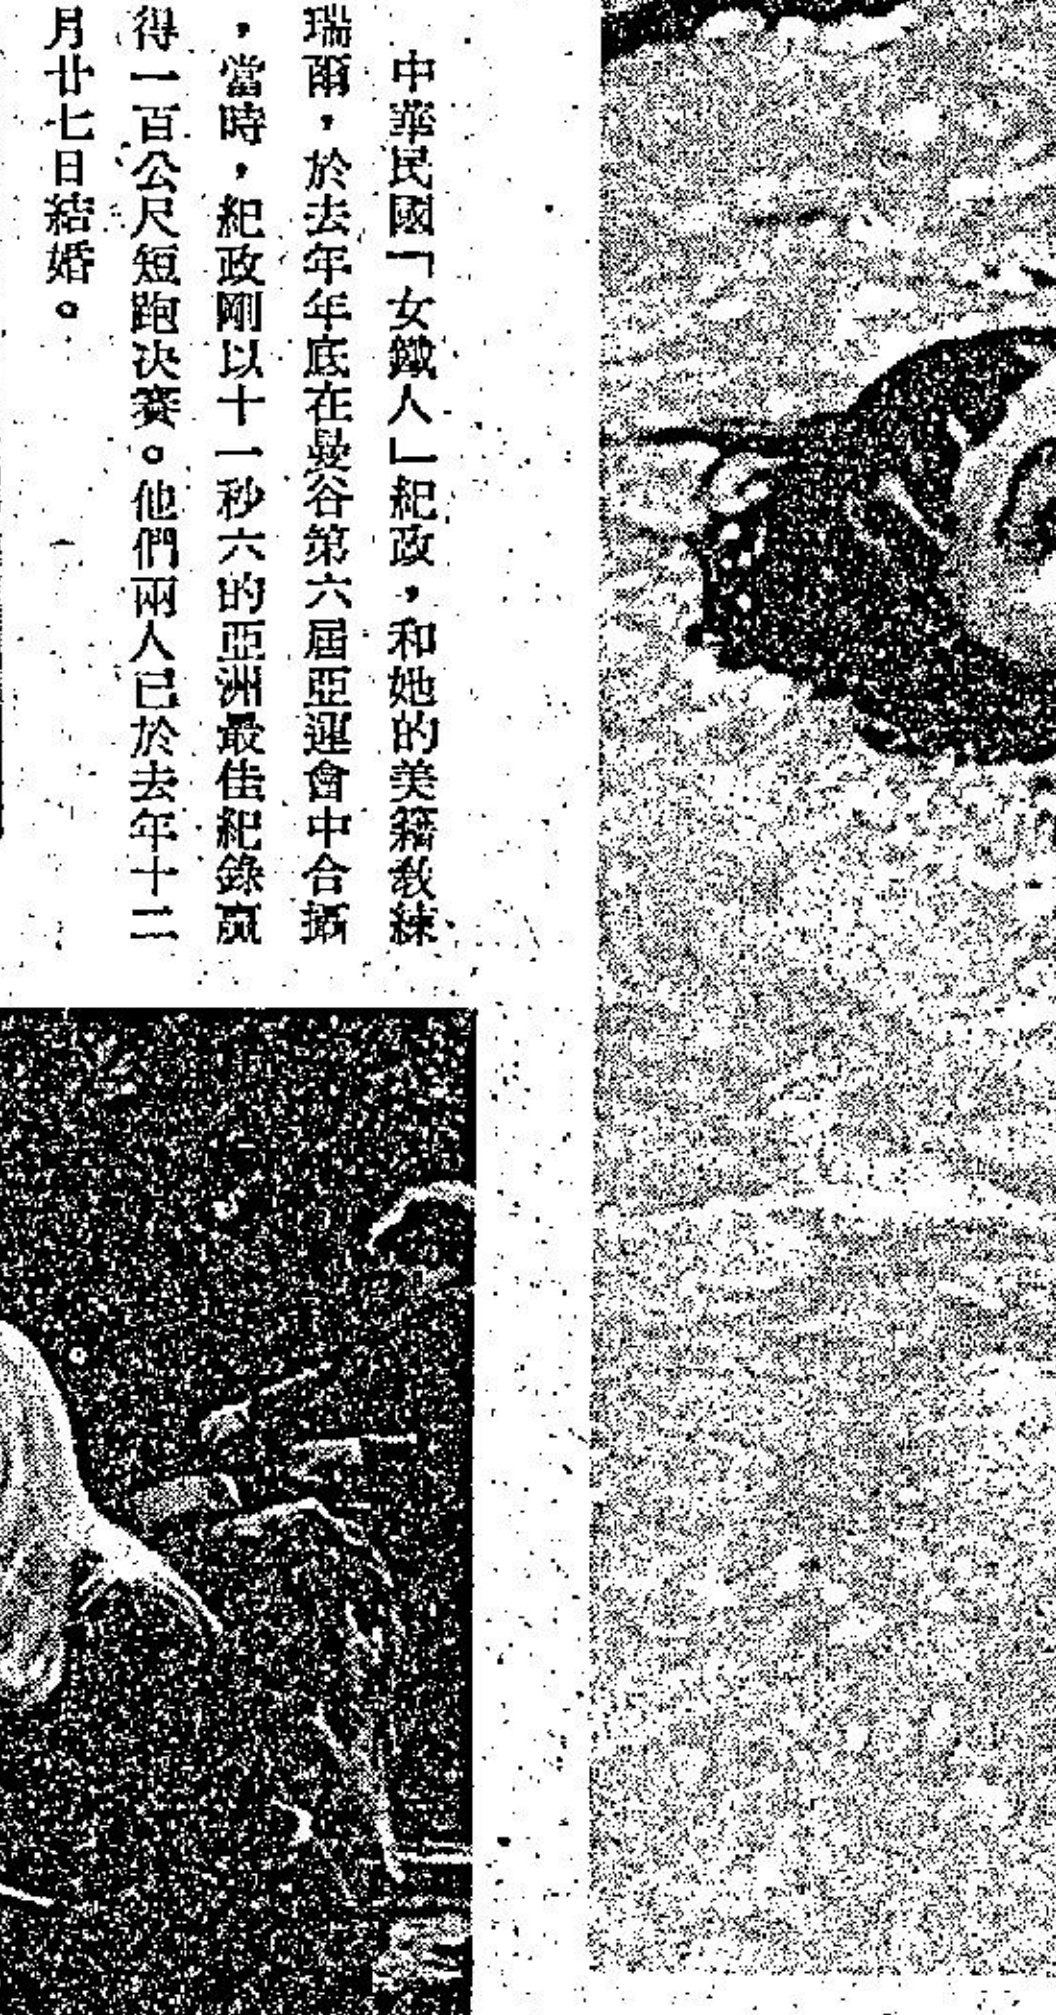 中華民國「女鐵人」紀政，和她的美籍教練
瑞爾，於去年年底在曼谷第六屆亞運會中合攝
，當時，紀政剛以十一秒六的亞洲最佳紀錄贏
得一百公尺短跑決賽。他們兩人已於去年十二
月廿七日結婚。